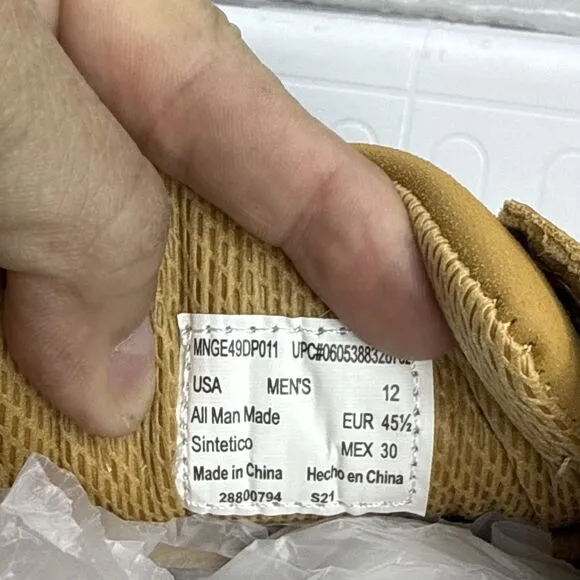 MNGE49DP011
USA MEN'S 12
All Man Made EUR 45½
Sintetico MEX 30
Made in China Hecho en China
28800794 S21